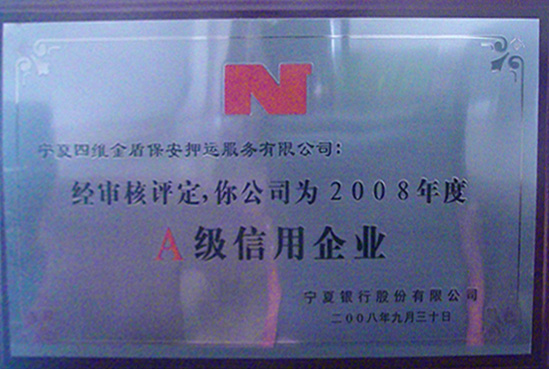 N
宁夏四维金盾保安押运服务有限公司:
经审核评定,你公司为2008年度
A级信用企业
宁夏银行股份有限公司
二〇〇八年九月三十日